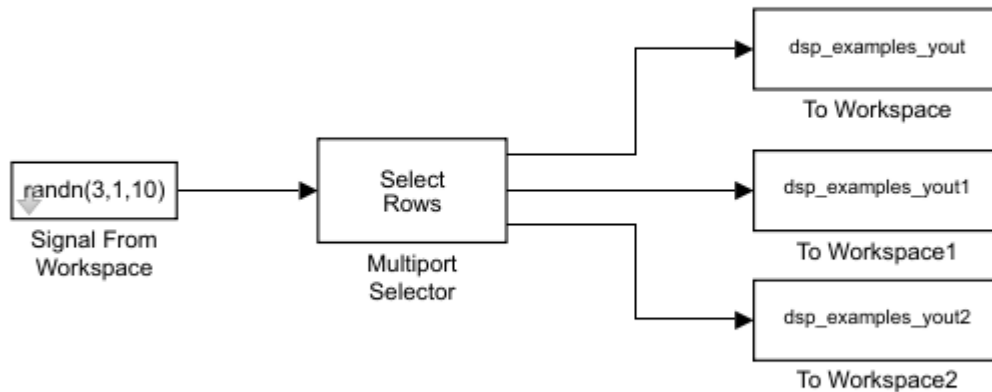 dsp_examples_yout
To Workspace
randn(3,1,10)
Signal From
Workspace
Select
Rows
Multiport
Selector
dsp_examples_yout1
To Workspace1
dsp_examples_yout2
To Workspace2